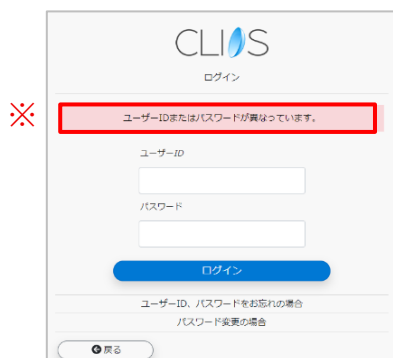 CLIOS
ログイン
※
ユーザーIDまたはパスワードが異なっています。
ユーザーID
パスワード
ログイン
ユーザーID、パスワードをお忘れの場合
パスワード変更の場合
戻る